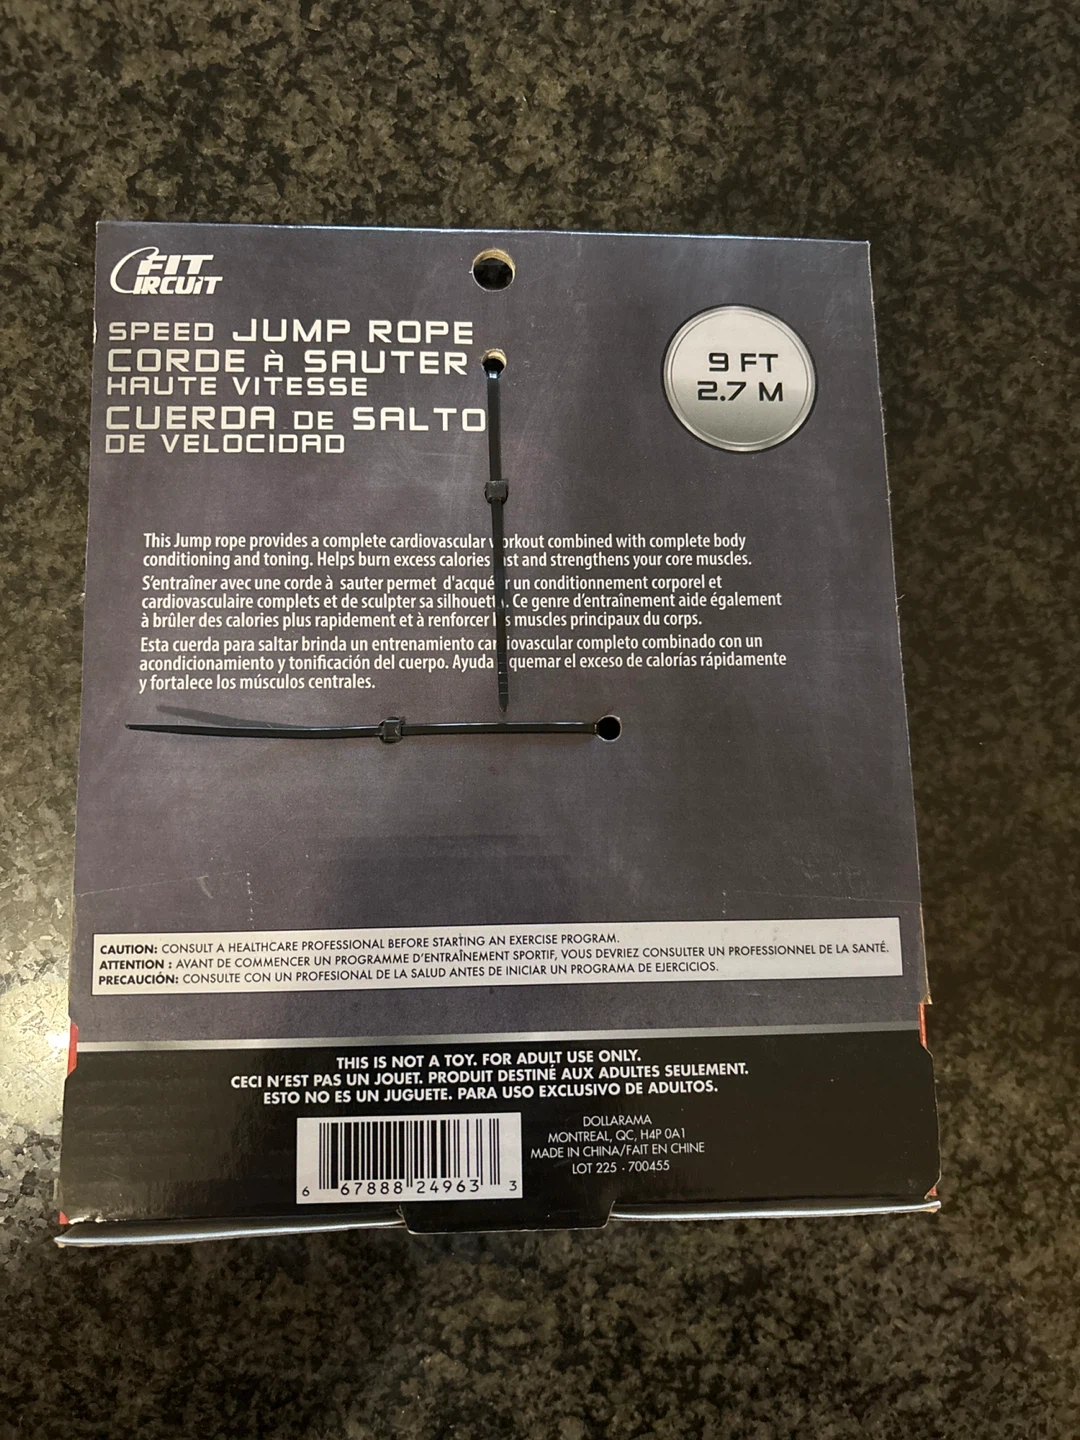 FIT
CIRCUIT
SPEED JUMP ROPE
CORDE À SAUTER
HAUTE VITESSE
CUERDA DE SALTO
DE VELOCIDAD
9 FT
2.7 M
This Jump rope provides a complete cardiovascular workout combined with complete body
conditioning and toning. Helps burn excess calories fast and strengthens your core muscles.
S'entraîner avec une corde à sauter permet d'acquérir un conditionnement corporel et
cardiovasculaire complets et de sculpter sa silhouette. Ce genre d'entraînement aide également
à brûler des calories plus rapidement et à renforcer les muscles principaux du corps.
Esta cuerda para saltar brinda un entrenamiento cardiovascular completo combinado con un
acondicionamiento y tonificación del cuerpo. Ayuda a quemar el exceso de calorías rápidamente
y fortalece los músculos centrales.
CAUTION: CONSULT A HEALTHCARE PROFESSIONAL BEFORE STARTING AN EXERCISE PROGRAM.
ATTENTION : AVANT DE COMMENCER UN PROGRAMME D'ENTRAÎNEMENT SPORTIF, VOUS DEVRIEZ CONSULTER UN PROFESSIONNEL DE LA SANTÉ.
PRECAUCIÓN: CONSULTE CON UN PROFESIONAL DE LA SALUD ANTES DE INICIAR UN PROGRAMA DE EJERCICIOS.
THIS IS NOT A TOY. FOR ADULT USE ONLY.
CECI N'EST PAS UN JOUET. PRODUIT DESTINÉ AUX ADULTES SEULEMENT.
ESTO NO ES UN JUGUETE. PARA USO EXCLUSIVO DE ADULTOS.
DOLLARAMA
MONTREAL, QC, H4P 0A1
MADE IN CHINA/FAIT EN CHINE
LOT 225 · 700455
6 67888 24963 3